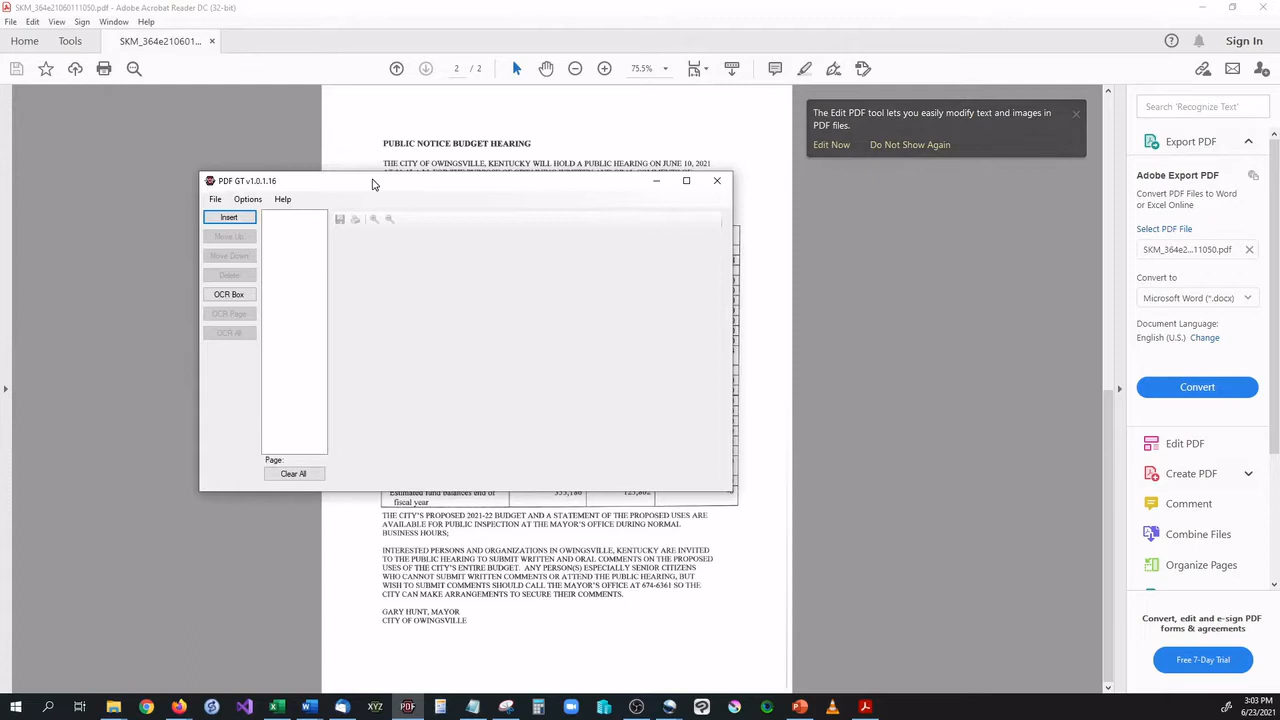 SKM_364e21060111050.pdf - Adobe Acrobat Reader DC (32-bit)
File Edit View Sign Window Help
Home Tools SKM_364e210601... × Sign In
2 / 2 75.5%
The Edit PDF tool lets you easily modify text and images in
PDF files.
Edit Now Do Not Show Again
PUBLIC NOTICE BUDGET HEARING
THE CITY OF OWINGSVILLE, KENTUCKY WILL HOLD A PUBLIC HEARING ON JUNE 10, 2021
PDF GT v1.0.1.16
File Options Help
Insert
Move Up
Move Down
Delete
OCR Box
OCR Page
OCR All
Page:
Clear All
Estimated fund balances end of
fiscal year
THE CITY'S PROPOSED 2021-22 BUDGET AND A STATEMENT OF THE PROPOSED USES ARE
AVAILABLE FOR PUBLIC INSPECTION AT THE MAYOR'S OFFICE DURING NORMAL
BUSINESS HOURS;
INTERESTED PERSONS AND ORGANIZATIONS IN OWINGSVILLE, KENTUCKY ARE INVITED
TO THE PUBLIC HEARING TO SUBMIT WRITTEN AND ORAL COMMENTS ON THE PROPOSED
USES OF THE CITY'S ENTIRE BUDGET. ANY PERSON(S) ESPECIALLY SENIOR CITIZENS
WHO CANNOT SUBMIT WRITTEN COMMENTS OR ATTEND THE PUBLIC HEARING, BUT
WISH TO SUBMIT COMMENTS SHOULD CALL THE MAYOR'S OFFICE AT 674-6361 SO THE
CITY CAN MAKE ARRANGEMENTS TO SECURE THEIR COMMENTS.
GARY HUNT, MAYOR
CITY OF OWINGSVILLE
Search 'Recognize Text'
Export PDF
Adobe Export PDF
Convert PDF Files to Word
or Excel Online
Select PDF File
SKM_364e2...11050.pdf
Convert to
Microsoft Word (*.docx)
Document Language:
English (U.S.) Change
Convert
Edit PDF
Create PDF
Comment
Combine Files
Organize Pages
Convert, edit and e-sign PDF
forms & agreements
Free 7-Day Trial
XYZ
PDF
3:03 PM
6/23/2021